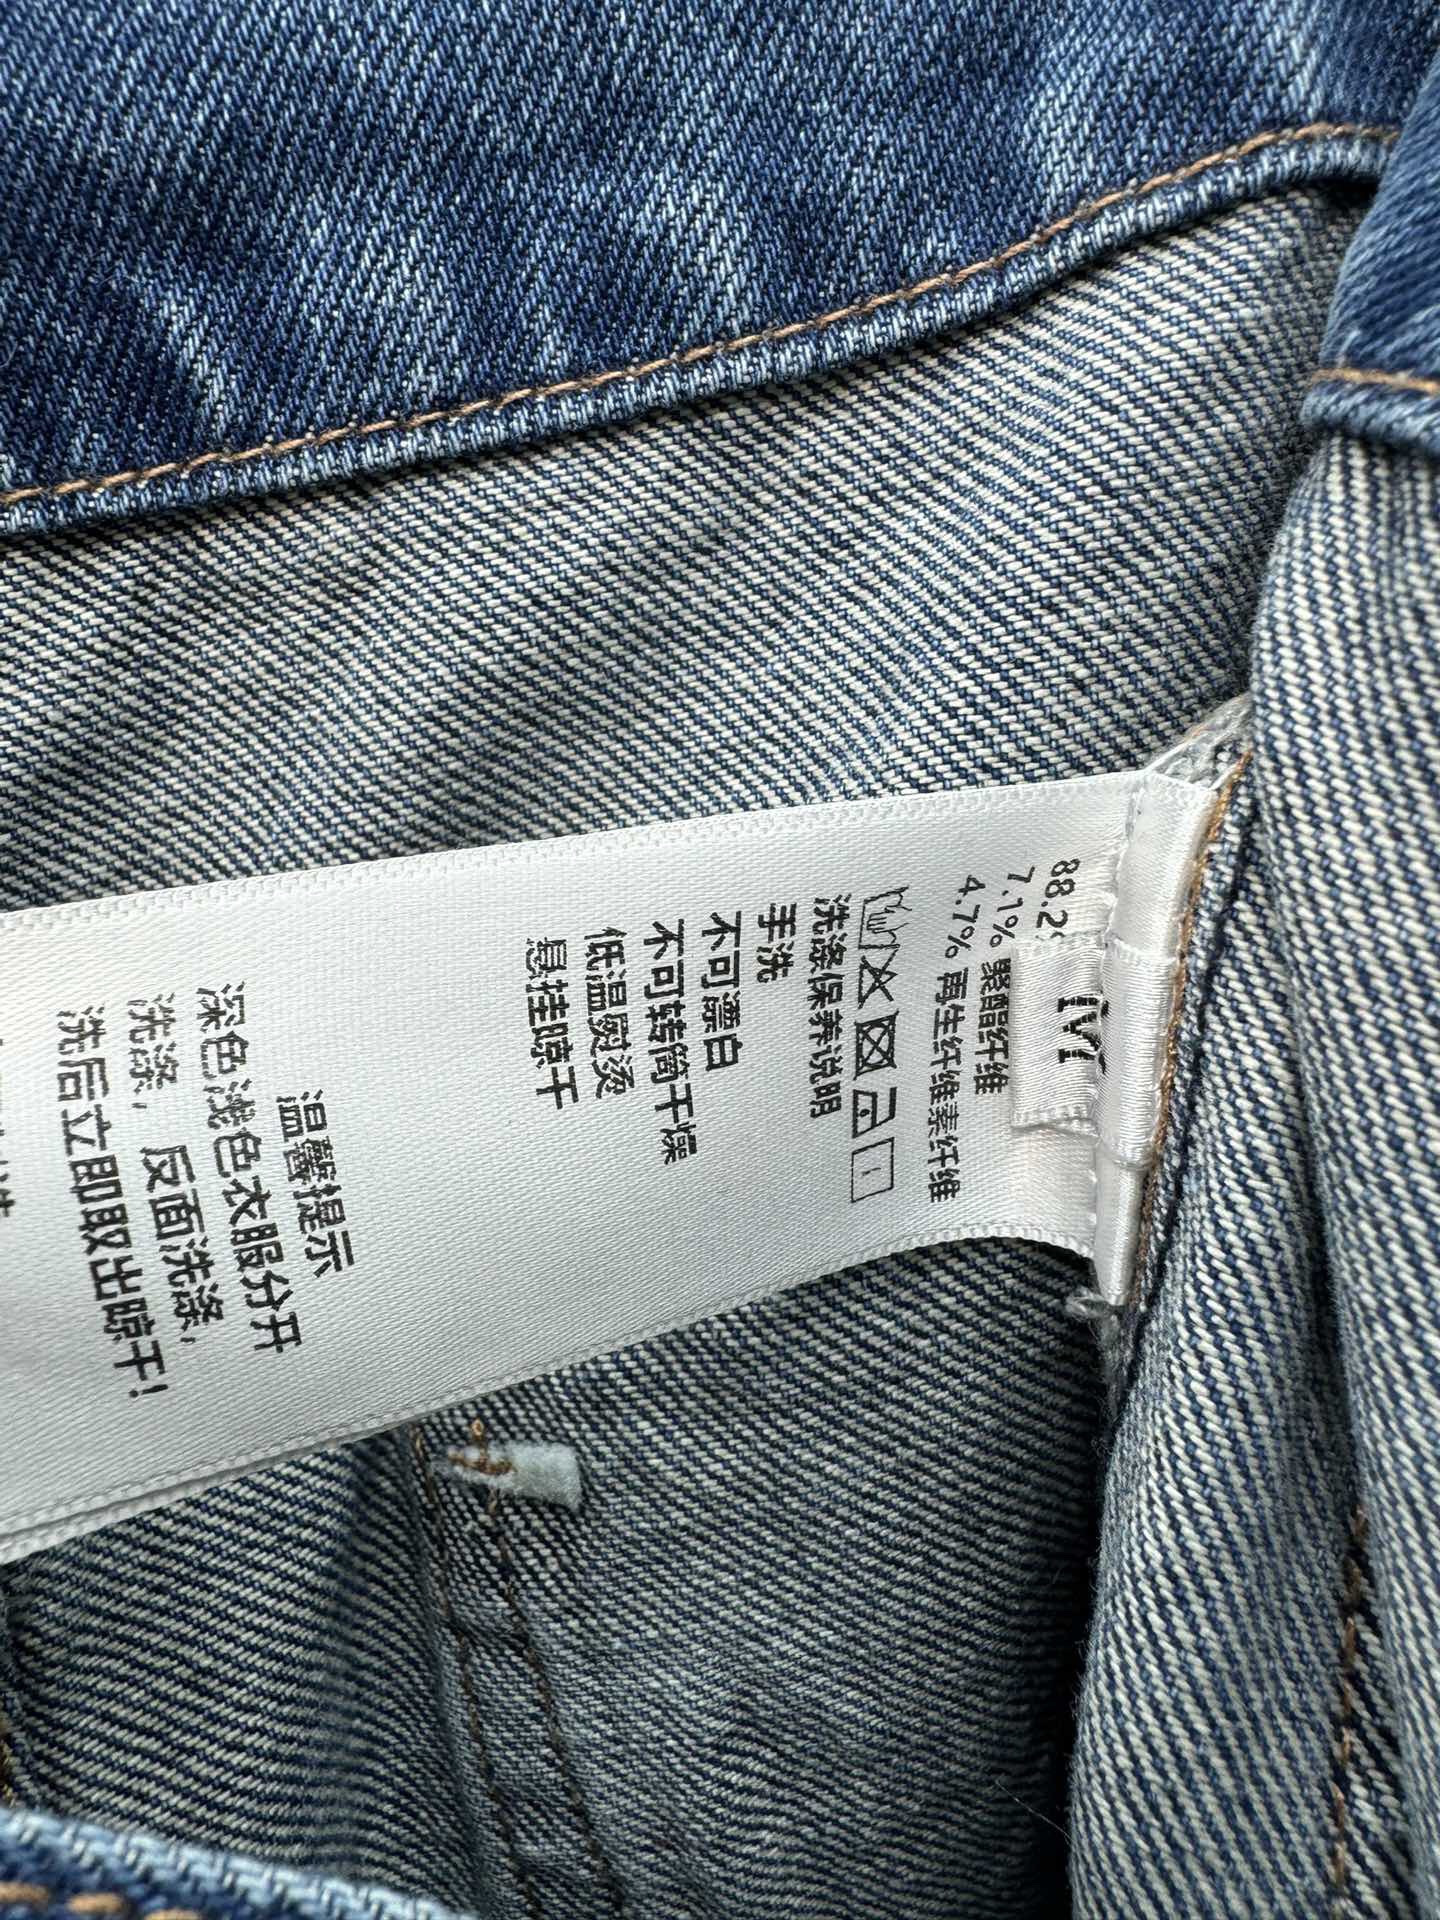 M
88.2
7.1% 聚酯纤维
4.7% 再生纤维素纤维
洗涤保养说明
手洗
不可漂白
不可转筒干燥
低温熨烫
悬挂晾干
温馨提示
深色浅色衣服分开
洗涤，反面洗涤，
洗后立即取出晾干！